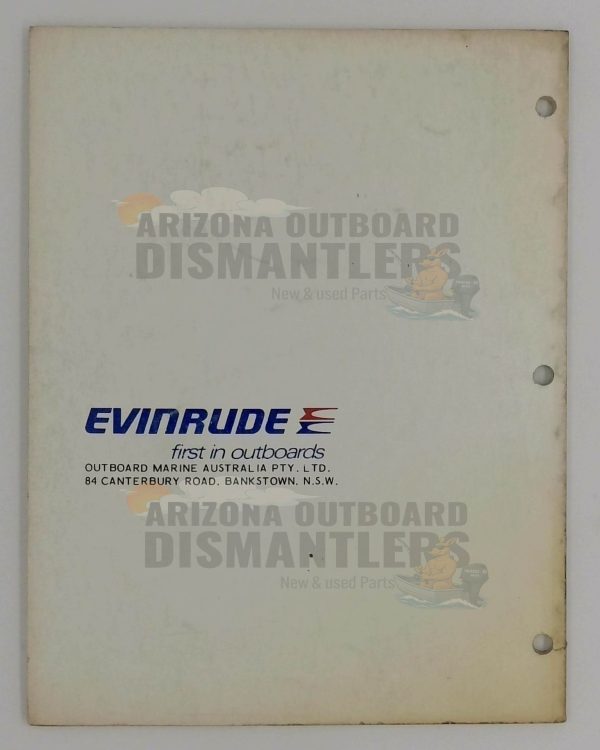 ARIZONA OUTBOARD
DISMANTLERS
New & used Parts
EVINRUDE
first in outboards
OUTBOARD MARINE AUSTRALIA PTY. LTD.
84 CANTERBURY ROAD, BANKSTOWN, N.S.W.
ARIZONA OUTBOARD
DISMANTLERS
New & used Parts